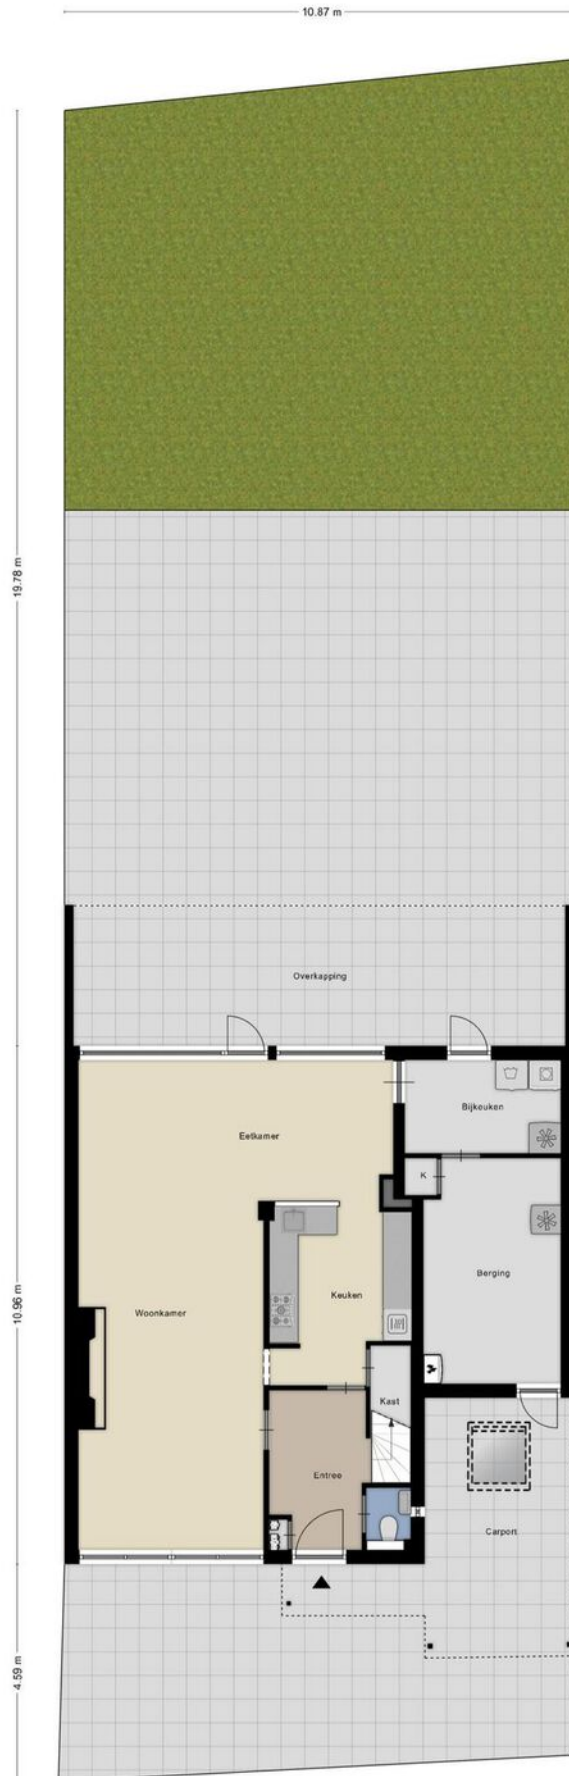 10.87 m
19.78 m
Overkapping
Bijkeuken
Eetkamer
K
Berging
Keuken
10.96 m
Woonkamer
Kast
Entree
Carport
4.59 m